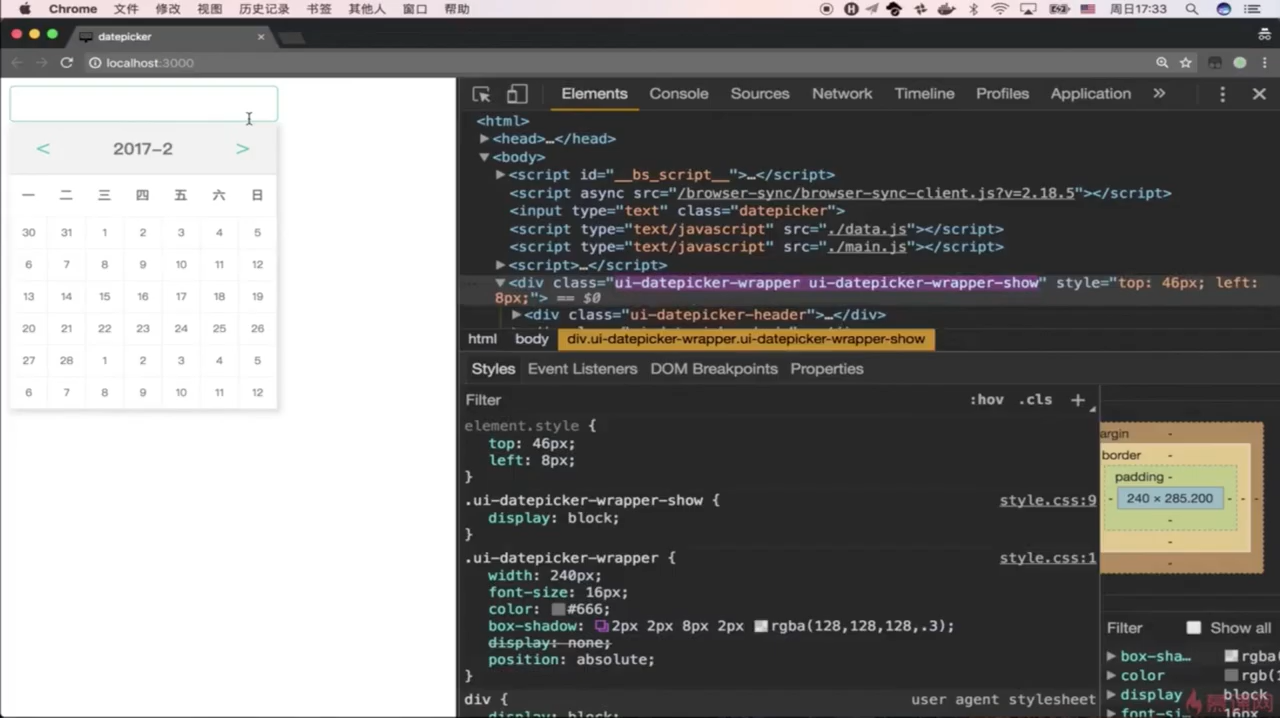 Chrome 文件 修改 视图 历史记录 书签 其他人 窗口 帮助 周日17:33
datepicker ×
localhost:3000
< 2017-2 >
一 二 三 四 五 六 日
30 31 1 2 3 4 5
6 7 8 9 10 11 12
13 14 15 16 17 18 19
20 21 22 23 24 25 26
27 28 1 2 3 4 5
6 7 8 9 10 11 12
Elements Console Sources Network Timeline Profiles Application »
<html>
▶<head>…</head>
▼<body>
▶<script id="__bs_script__">…</script>
<script async src="/browser-sync/browser-sync-client.js?v=2.18.5"></script>
<input type="text" class="datepicker">
<script type="text/javascript" src="./data.js"></script>
<script type="text/javascript" src="./main.js"></script>
▶<script>…</script>
▼<div class="ui-datepicker-wrapper ui-datepicker-wrapper-show" style="top: 46px; left:
8px;"> == $0
▶<div class="ui-datepicker-header">…</div>
html body div.ui-datepicker-wrapper.ui-datepicker-wrapper-show
Styles Event Listeners DOM Breakpoints Properties
Filter :hov .cls +
element.style {
top: 46px;
left: 8px;
}
.ui-datepicker-wrapper-show { style.css:9
display: block;
}
.ui-datepicker-wrapper { style.css:1
width: 240px;
font-size: 16px;
color: #666;
box-shadow: 2px 2px 8px 2px rgba(128,128,128,.3);
display: none;
position: absolute;
}
div { user agent stylesheet
argin -
border -
padding -
- 240 × 285.200 - - -
-
-
-
Filter Show all
▶box-sha… rgba(
▶color rgb(1
▶display block
▶font-si… 16px
慕课网